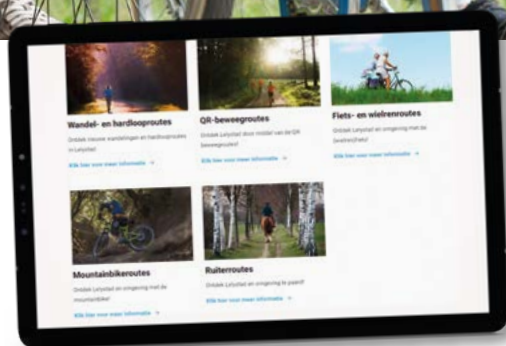 Wandel- en hardlooproutes
Ontdek nieuwe wandelingen en hardlooproutes
in Lelystad.
Klik hier voor meer informatie →
QR-beweegroutes
Ontdek Lelystad door middel van de QR
beweegroutes!
Klik hier voor meer informatie →
Fiets- en wielrenroutes
Ontdek Lelystad en omgeving met de
(wielren)fiets!
Klik hier voor meer informatie →
Mountainbikeroutes
Ontdek Lelystad en omgeving met de
mountainbike!
Klik hier voor meer informatie →
Ruiterroutes
Ontdek Lelystad en omgeving te paard!
Klik hier voor meer informatie →